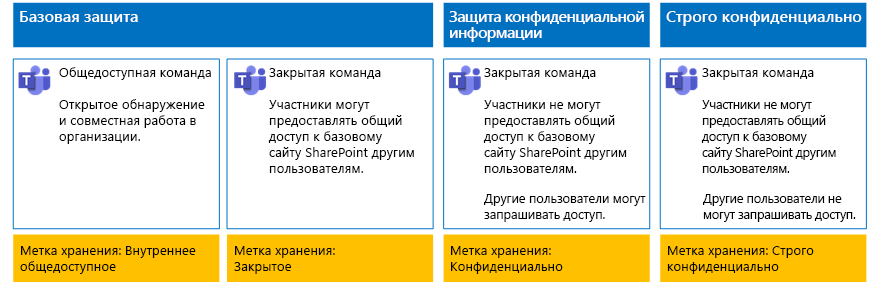 Базовая защита
Защита конфиденциальной
информации
Строго конфиденциально
Общедоступная команда
Открытое обнаружение
и совместная работа в
организации.
Закрытая команда
Участники могут
предоставлять общий
доступ к базовому
сайту SharePoint другим
пользователям.
Закрытая команда
Участники не могут
предоставлять общий
доступ к базовому
сайту SharePoint другим
пользователям.
Другие пользователи могут
запрашивать доступ.
Закрытая команда
Участники не могут
предоставлять общий
доступ к базовому
сайту SharePoint другим
пользователям.
Другие пользователи не
могут запрашивать доступ.
Метка хранения: Внутреннее
общедоступное
Метка хранения:
Закрытое
Метка хранения:
Конфиденциально
Метка хранения: Строго
конфиденциально